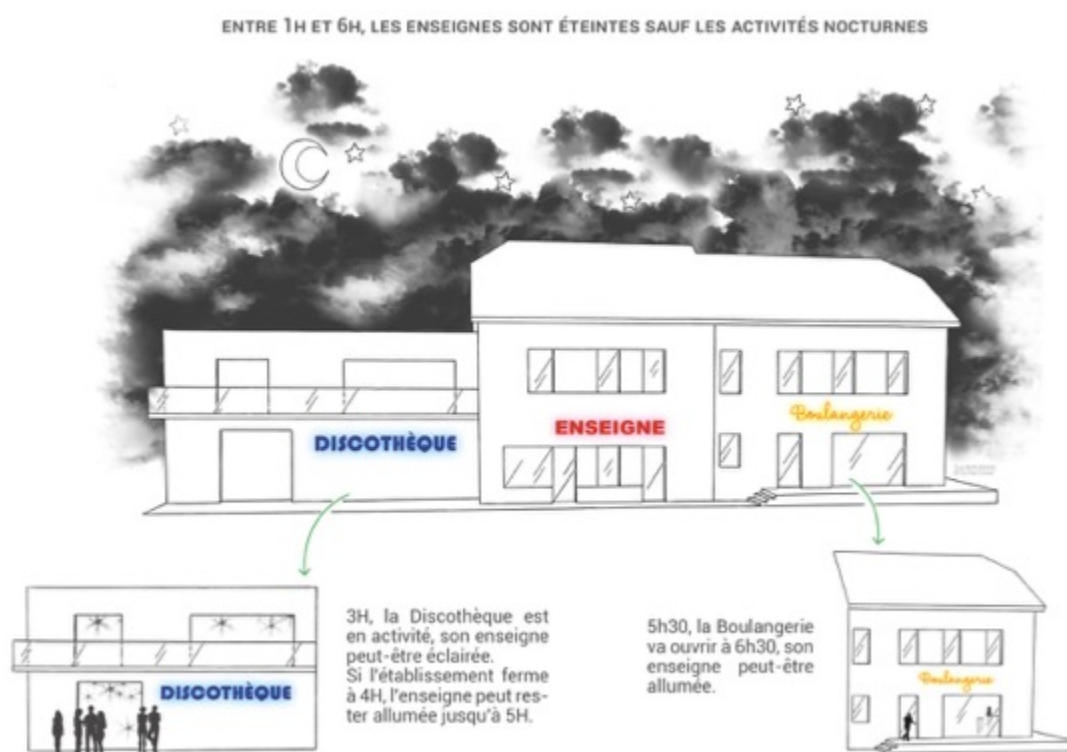 ENTRE 1H ET 6H, LES ENSEIGNES SONT ÉTEINTES SAUF LES ACTIVITÉS NOCTURNES
DISCOTHÈQUE
ENSEIGNE
Boulangerie
3H, la Discothèque est
en activité, son enseigne
peut-être éclairée.
Si l'établissement ferme
à 4H, l'enseigne peut res-
ter allumée jusqu'à 5H.
DISCOTHÈQUE
5h30, la Boulangerie
va ouvrir à 6h30, son
enseigne peut-être
allumée.
Boulangerie